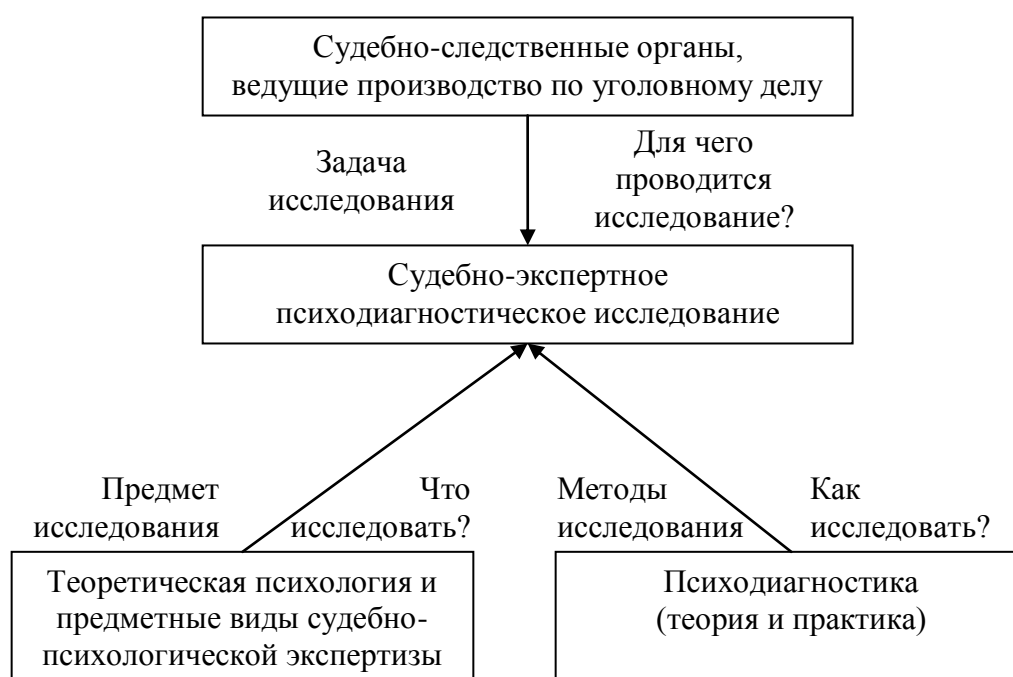 Судебно-следственные органы,
ведущие производство по уголовному делу
Задача
исследования
Для чего
проводится
исследование?
Судебно-экспертное
психодиагностическое исследование
Предмет
исследования
Что
исследовать?
Методы
исследования
Как
исследовать?
Теоретическая психология и
предметные виды судебно-
психологической экспертизы
Психодиагностика
(теория и практика)